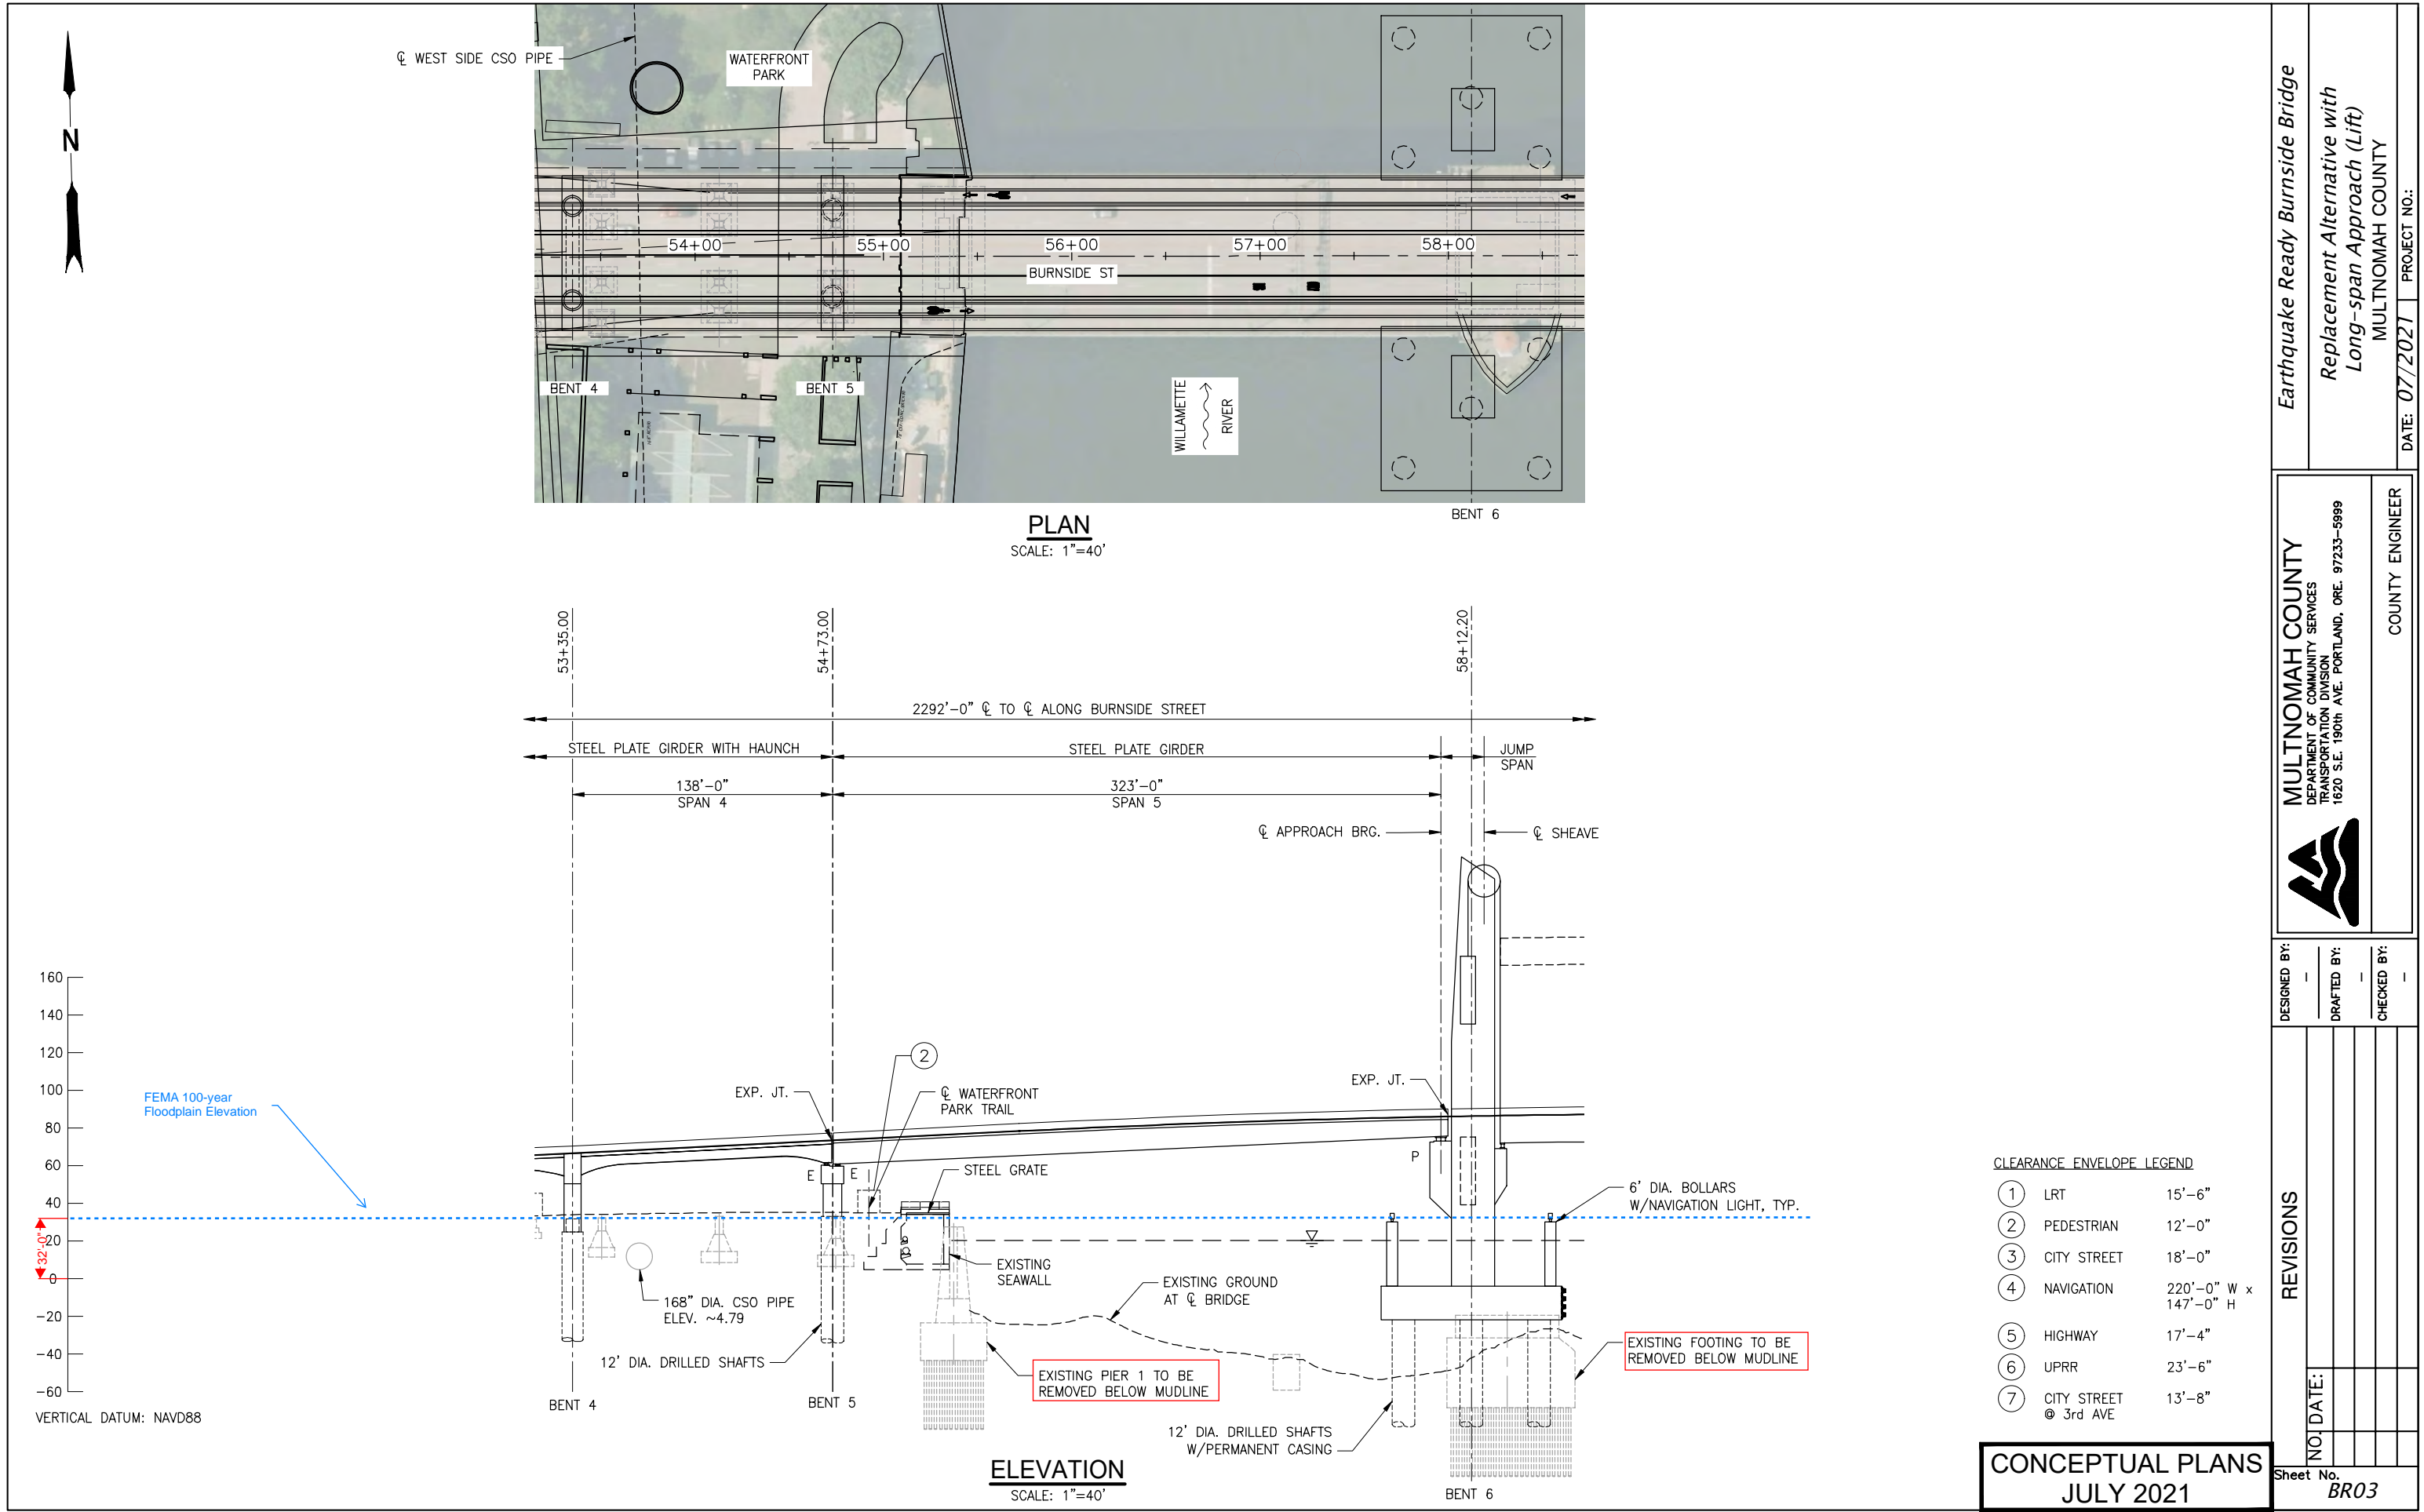 ℄ WEST SIDE CSO PIPE
WATERFRONT
PARK
N
54+00
55+00
56+00
57+00
58+00
BURNSIDE ST
BENT 4
BENT 5
WILLAMETTE
RIVER
BENT 6
PLAN
SCALE: 1"=40'
53+35.00
54+73.00
58+12.20
2292'-0" ℄ TO ℄ ALONG BURNSIDE STREET
STEEL PLATE GIRDER WITH HAUNCH
STEEL PLATE GIRDER
JUMP
SPAN
138'-0"
SPAN 4
323'-0"
SPAN 5
℄ APPROACH BRG.
℄ SHEAVE
160
140
120
100
80
60
40
20
0
-20
-40
-60
32'-0"
VERTICAL DATUM: NAVD88
FEMA 100-year
Floodplain Elevation
EXP. JT.
2
℄ WATERFRONT
PARK TRAIL
EXP. JT.
E
E
STEEL GRATE
P
6' DIA. BOLLARS
W/NAVIGATION LIGHT, TYP.
EXISTING
SEAWALL
EXISTING GROUND
AT ℄ BRIDGE
168" DIA. CSO PIPE
ELEV. ~4.79
12' DIA. DRILLED SHAFTS
EXISTING PIER 1 TO BE
REMOVED BELOW MUDLINE
EXISTING FOOTING TO BE
REMOVED BELOW MUDLINE
12' DIA. DRILLED SHAFTS
W/PERMANENT CASING
BENT 4
BENT 5
BENT 6
ELEVATION
SCALE: 1"=40'
CLEARANCE ENVELOPE LEGEND
1 LRT 15'-6"
2 PEDESTRIAN 12'-0"
3 CITY STREET 18'-0"
4 NAVIGATION 220'-0" W x
147'-0" H
5 HIGHWAY 17'-4"
6 UPRR 23'-6"
7 CITY STREET 13'-8"
@ 3rd AVE
CONCEPTUAL PLANS
JULY 2021
Earthquake Ready Burnside Bridge
Replacement Alternative with
Long-span Approach (Lift)
MULTNOMAH COUNTY
DATE: 07/2021
PROJECT NO.:
MULTNOMAH COUNTY
DEPARTMENT OF COMMUNITY SERVICES
TRANSPORTATION DIVISION
1620 S.E. 190th AVE. PORTLAND, ORE. 97233-5999
COUNTY ENGINEER
DESIGNED BY:
-
DRAFTED BY:
-
CHECKED BY:
-
REVISIONS
NO. DATE:
Sheet No.
BR03